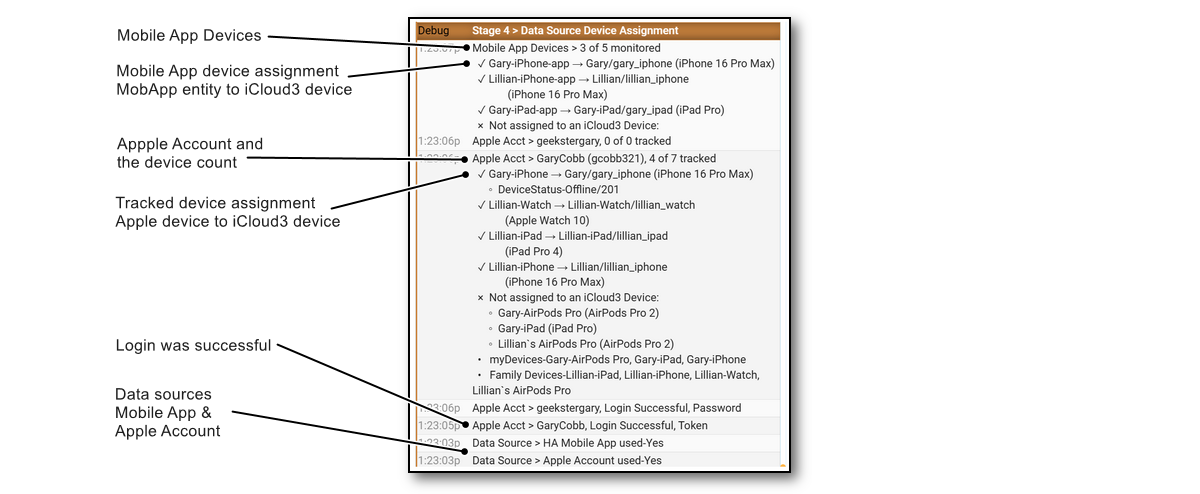 Mobile App Devices
Mobile App device assignment
MobApp entity to iCloud3 device
Appple Account and
the device count
Tracked device assignment
Apple device to iCloud3 device
Login was successful
Data sources
Mobile App &
Apple Account
Debug Stage 4 > Data Source Device Assignment
1:23:07p Mobile App Devices > 3 of 5 monitored
✓ Gary-iPhone-app → Gary/gary_iphone (iPhone 16 Pro Max)
✓ Lillian-iPhone-app → Lillian/lillian_iphone
(iPhone 16 Pro Max)
✓ Gary-iPad-app → Gary-iPad/gary_ipad (iPad Pro)
× Not assigned to an iCloud3 Device:
1:23:06p Apple Acct > geekstergary, 0 of 0 tracked
1:23:06p Apple Acct > GaryCobb (gcobb321), 4 of 7 tracked
✓ Gary-iPhone → Gary/gary_iphone (iPhone 16 Pro Max)
◦ DeviceStatus-Offline/201
✓ Lillian-Watch → Lillian-Watch/lillian_watch
(Apple Watch 10)
✓ Lillian-iPad → Lillian-iPad/lillian_ipad
(iPad Pro 4)
✓ Lillian-iPhone → Lillian/lillian_iphone
(iPhone 16 Pro Max)
× Not assigned to an iCloud3 Device:
◦ Gary-AirPods Pro (AirPods Pro 2)
◦ Gary-iPad (iPad Pro)
◦ Lillian`s AirPods Pro (AirPods Pro 2)
• myDevices-Gary-AirPods Pro, Gary-iPad, Gary-iPhone
• Family Devices-Lillian-iPad, Lillian-iPhone, Lillian-Watch,
Lillian`s AirPods Pro
1:23:06p Apple Acct > geekstergary, Login Successful, Password
1:23:05p Apple Acct > GaryCobb, Login Successful, Token
1:23:03p Data Source > HA Mobile App used-Yes
1:23:03p Data Source > Apple Account used-Yes